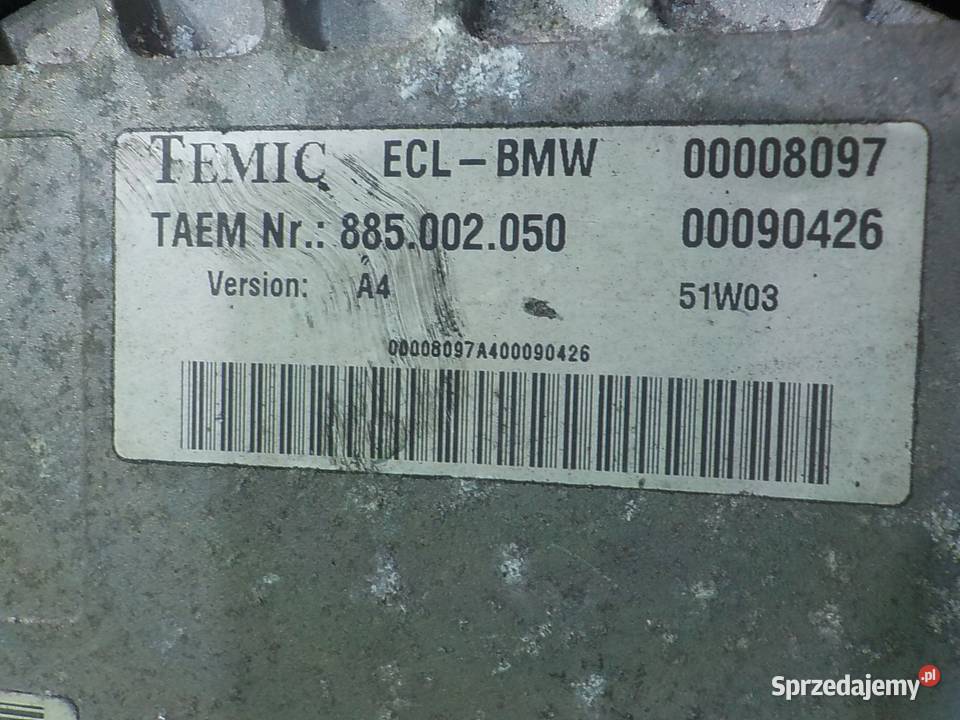 TEMIC ECL-BMW 00008097
TAEM Nr.: 885.002.050 00090426
Version: A4 51W03
00008097A400090426
Sprzedajemy.pl